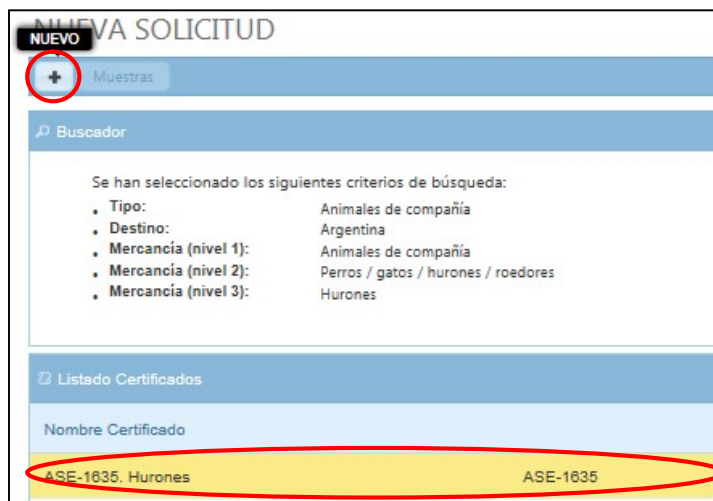 NUEVA SOLICITUD
NUEVO
+ Muestras
Buscador
Se han seleccionado los siguientes criterios de búsqueda:
Tipo: Animales de compañía
Destino: Argentina
Mercancía (nivel 1): Animales de compañía
Mercancía (nivel 2): Perros / gatos / hurones / roedores
Mercancía (nivel 3): Hurones
Listado Certificados
Nombre Certificado
ASE-1635. Hurones ASE-1635